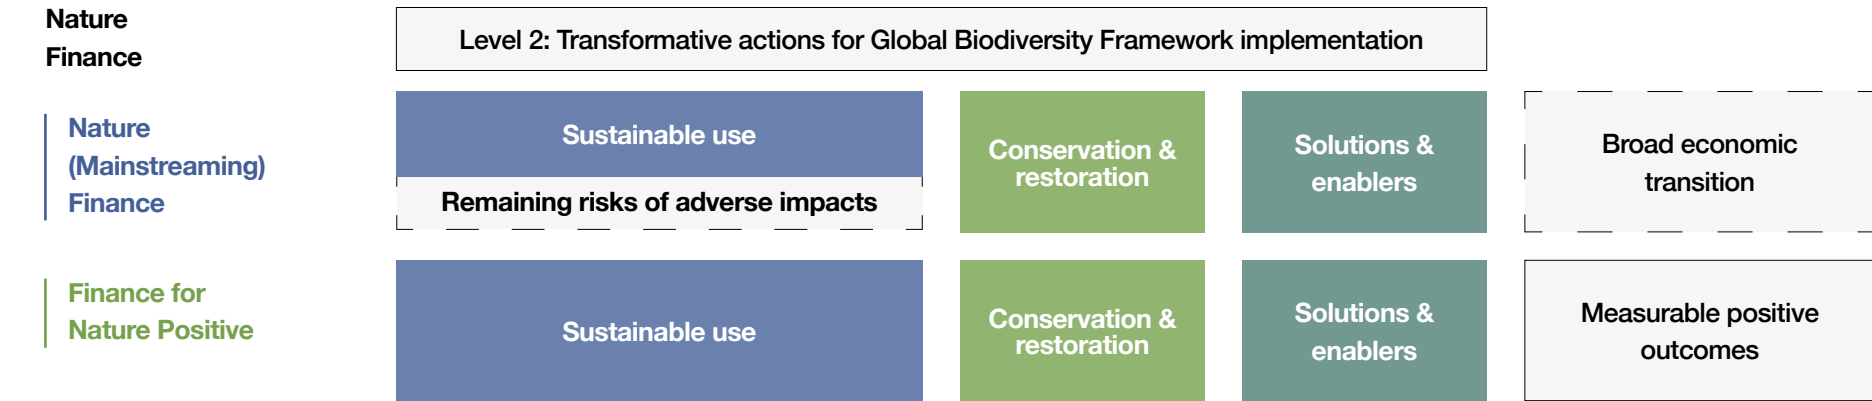 Nature
Finance
Level 2: Transformative actions for Global Biodiversity Framework implementation
Nature
(Mainstreaming)
Finance
Sustainable use
Remaining risks of adverse impacts
Conservation &
restoration
Solutions &
enablers
Broad economic
transition
Finance for
Nature Positive
Sustainable use
Conservation &
restoration
Solutions &
enablers
Measurable positive
outcomes